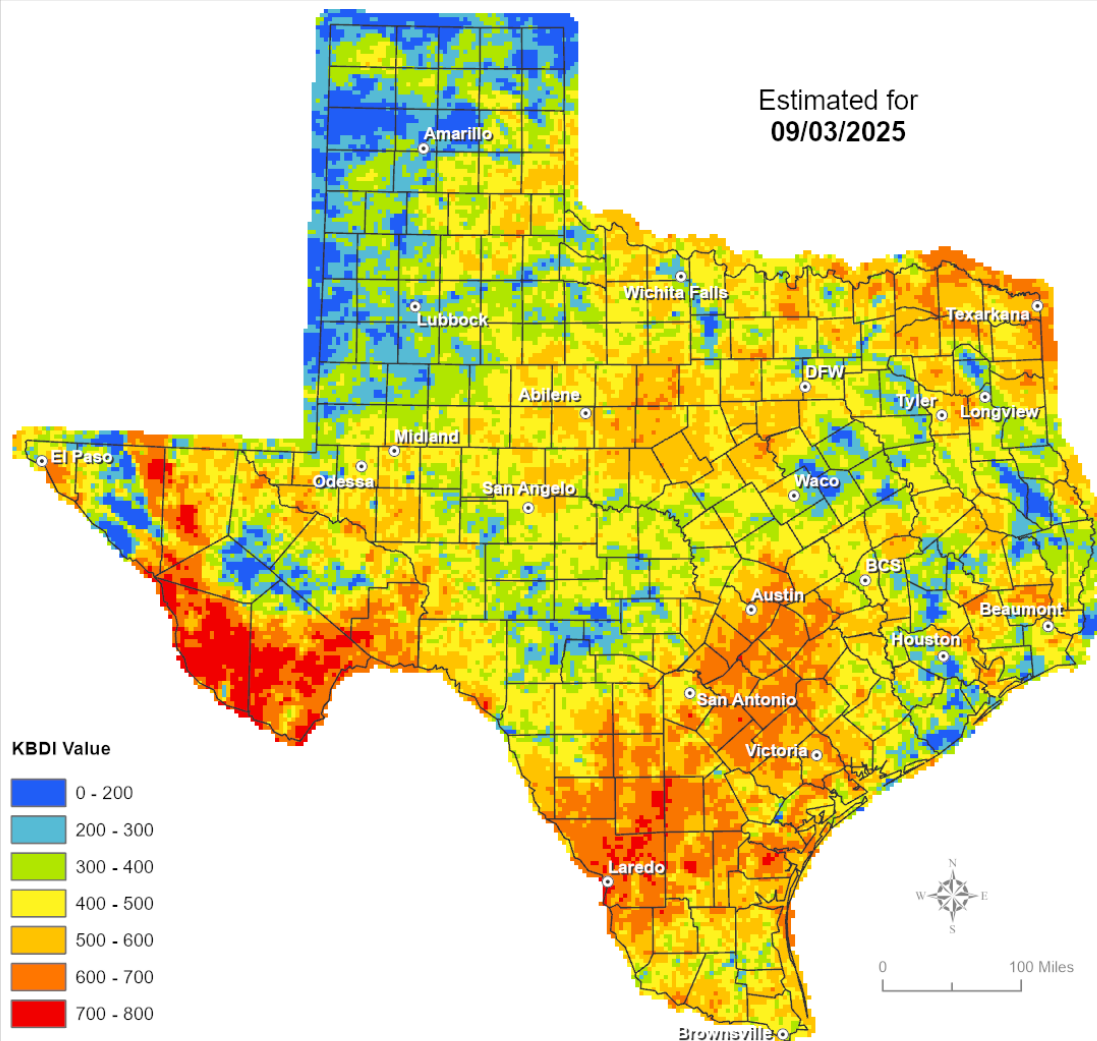 Estimated for
09/03/2025
Amarillo
Wichita Falls
Lubbock
Texarkana
DFW
Abilene
Tyler
Longview
Midland
El Paso
Odessa
San Angelo
Waco
BCS
Austin
Beaumont
Houston
San Antonio
Victoria
Laredo
Brownsville
KBDI Value
0 - 200
200 - 300
300 - 400
400 - 500
500 - 600
600 - 700
700 - 800
N
W E
S
0 100 Miles